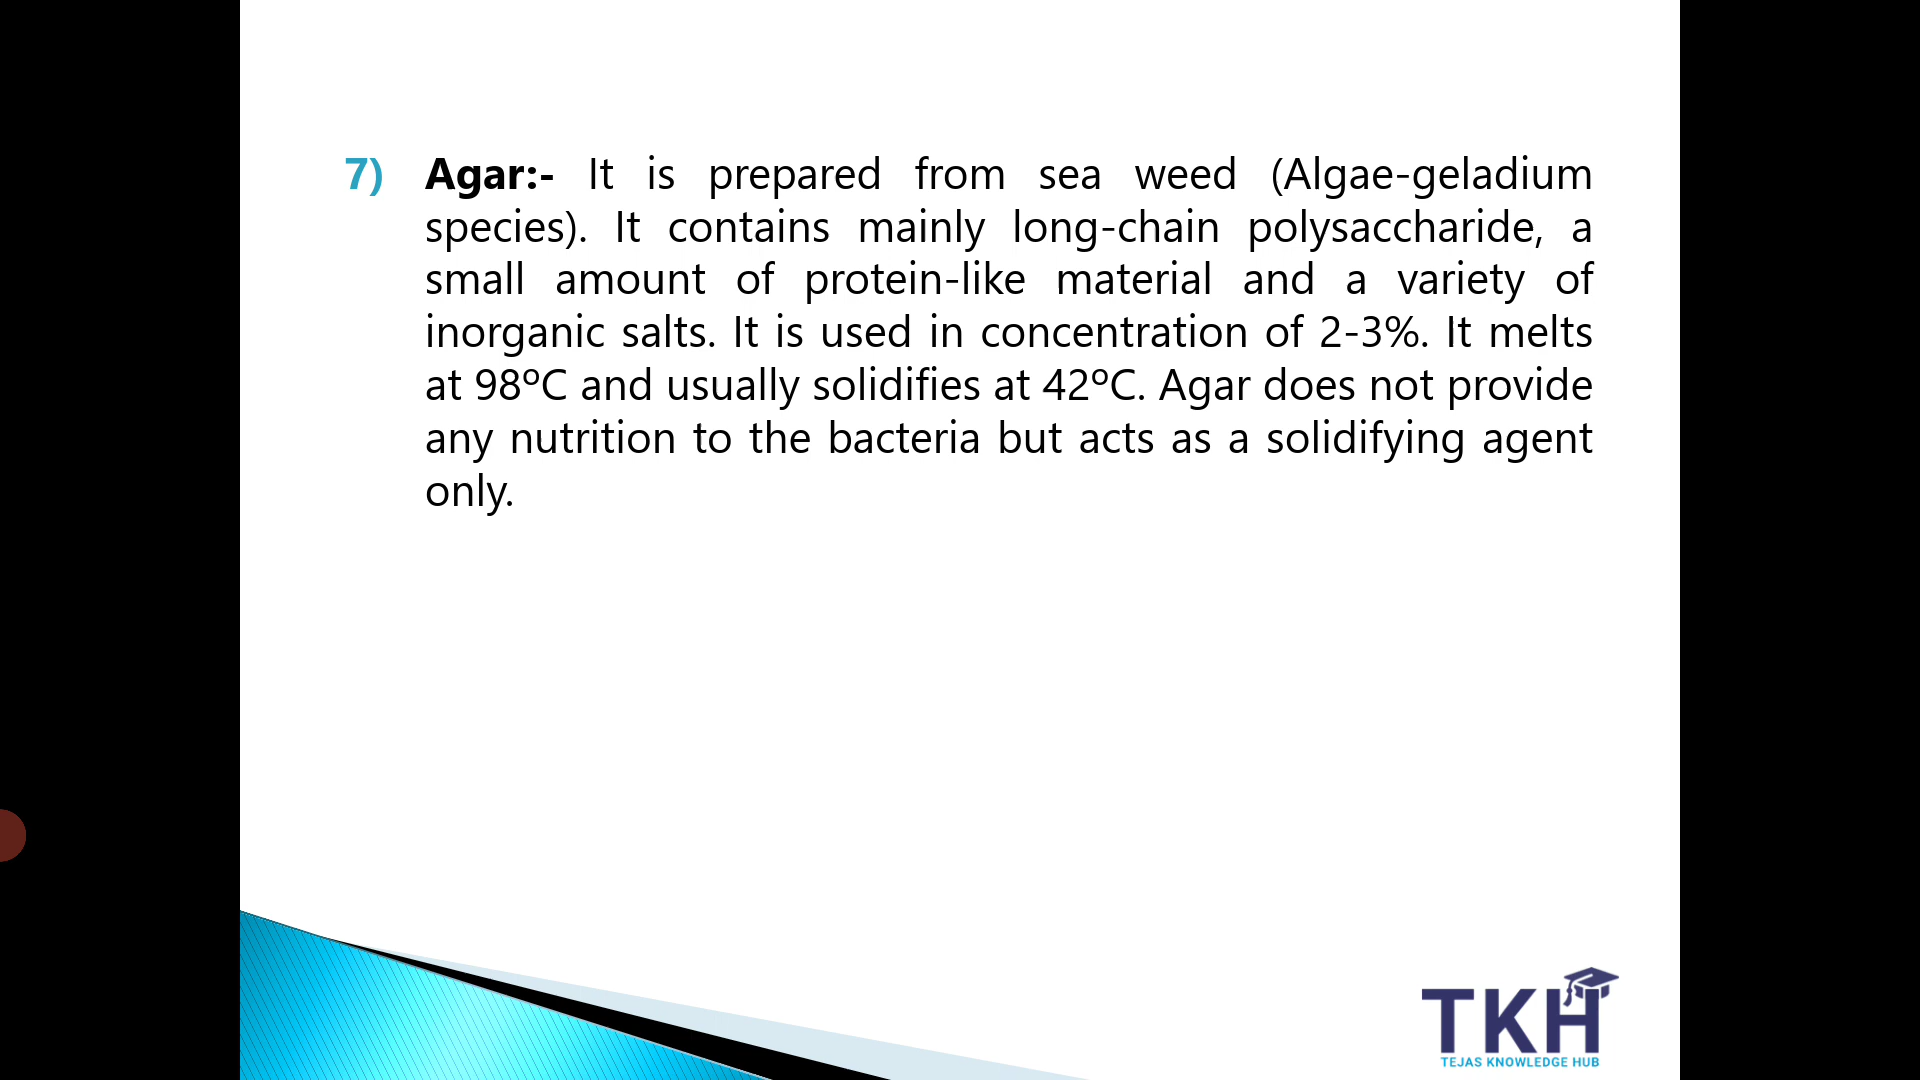 7) Agar:- It is prepared from sea weed (Algae-geladium
species). It contains mainly long-chain polysaccharide, a
small amount of protein-like material and a variety of
inorganic salts. It is used in concentration of 2-3%. It melts
at 98ºC and usually solidifies at 42ºC. Agar does not provide
any nutrition to the bacteria but acts as a solidifying agent
only.
TKH
TEJAS KNOWLEDGE HUB